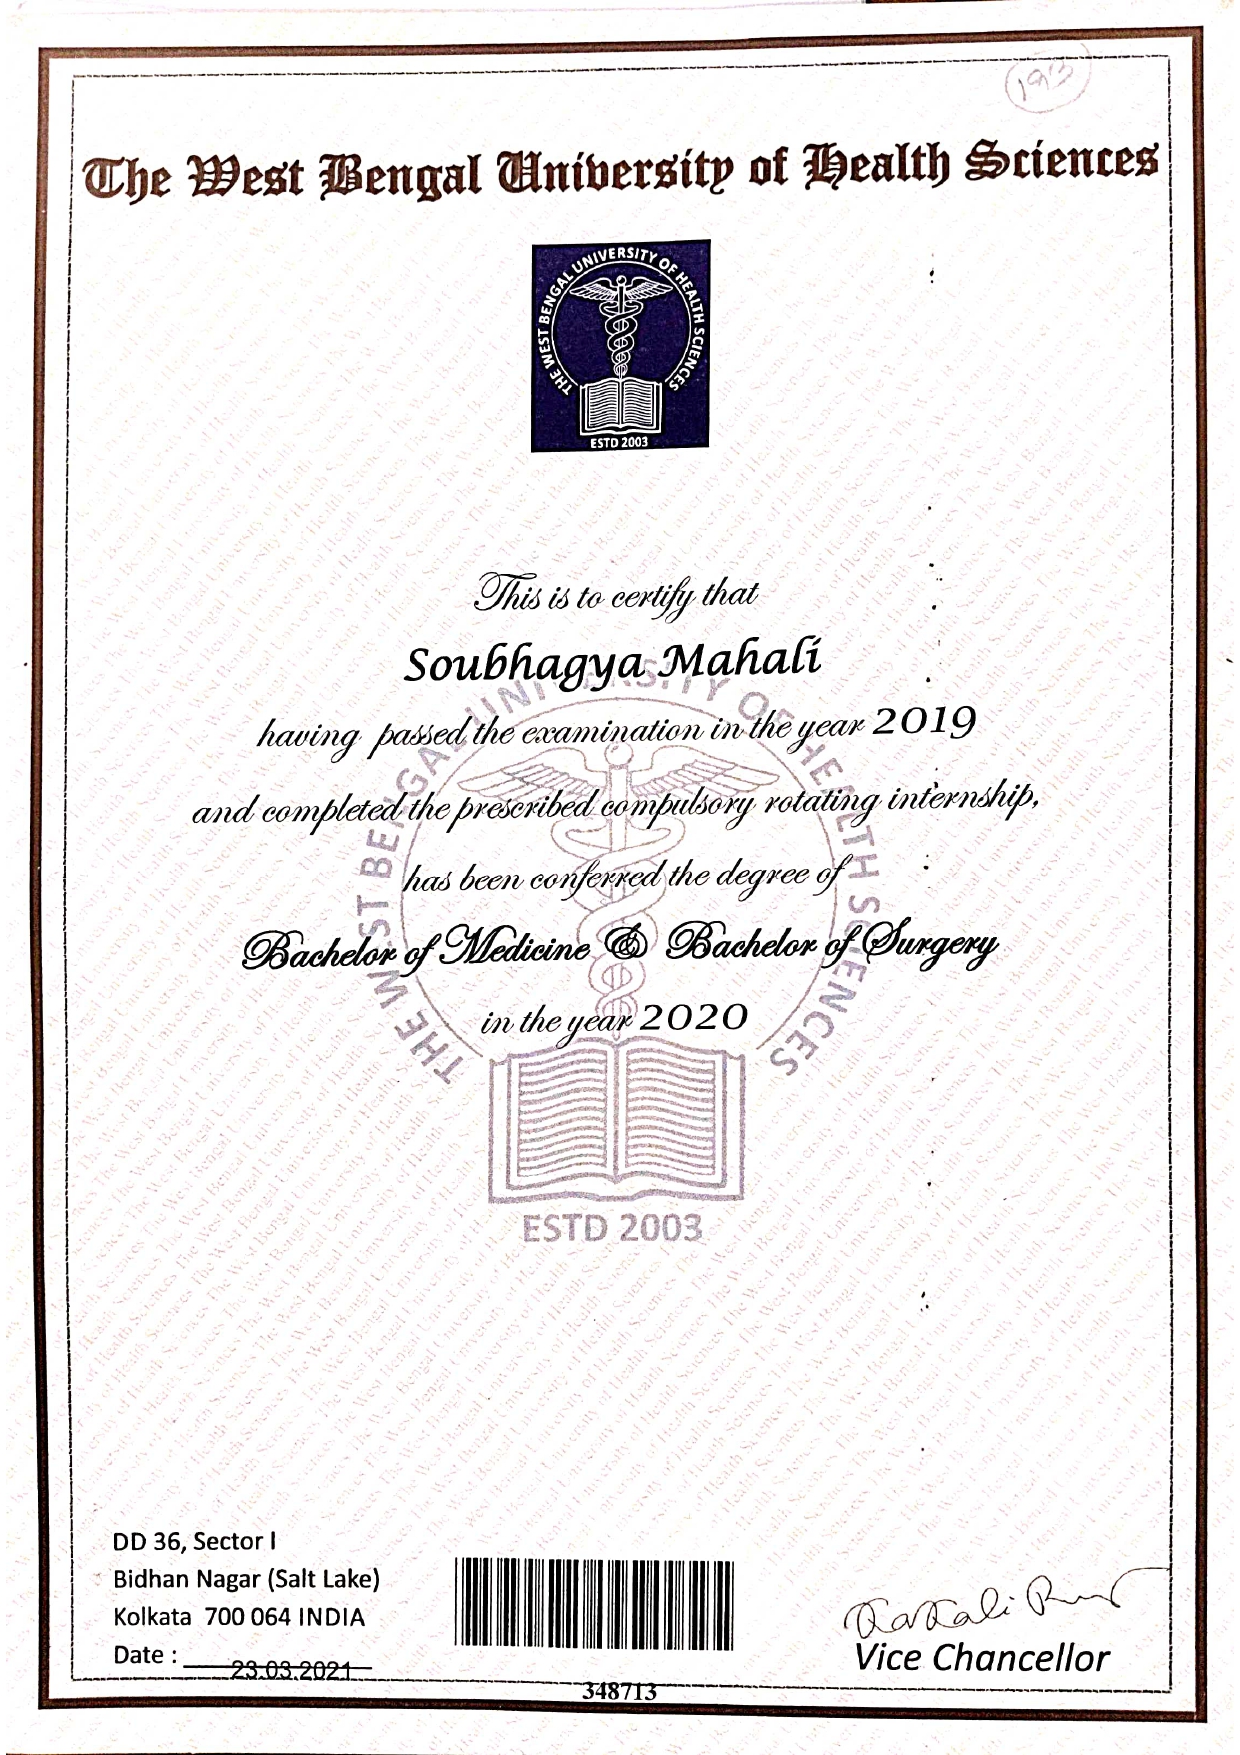 The West Bengal University of Health Sciences
THE WEST BENGAL UNIVERSITY OF HEALTH SCIENCES
ESTD 2003
This is to certify that
Soubhagya Mahali
having passed the examination in the year 2019
and completed the prescribed compulsory rotating internship,
has been conferred the degree of
Bachelor of Medicine & Bachelor of Surgery
in the year 2020
THE WEST BENGAL UNIVERSITY OF HEALTH SCIENCES
ESTD 2003
DD 36, Sector I
Bidhan Nagar (Salt Lake)
Kolkata 700 064 INDIA
Date : 23.03.2021
Vice Chancellor
348713